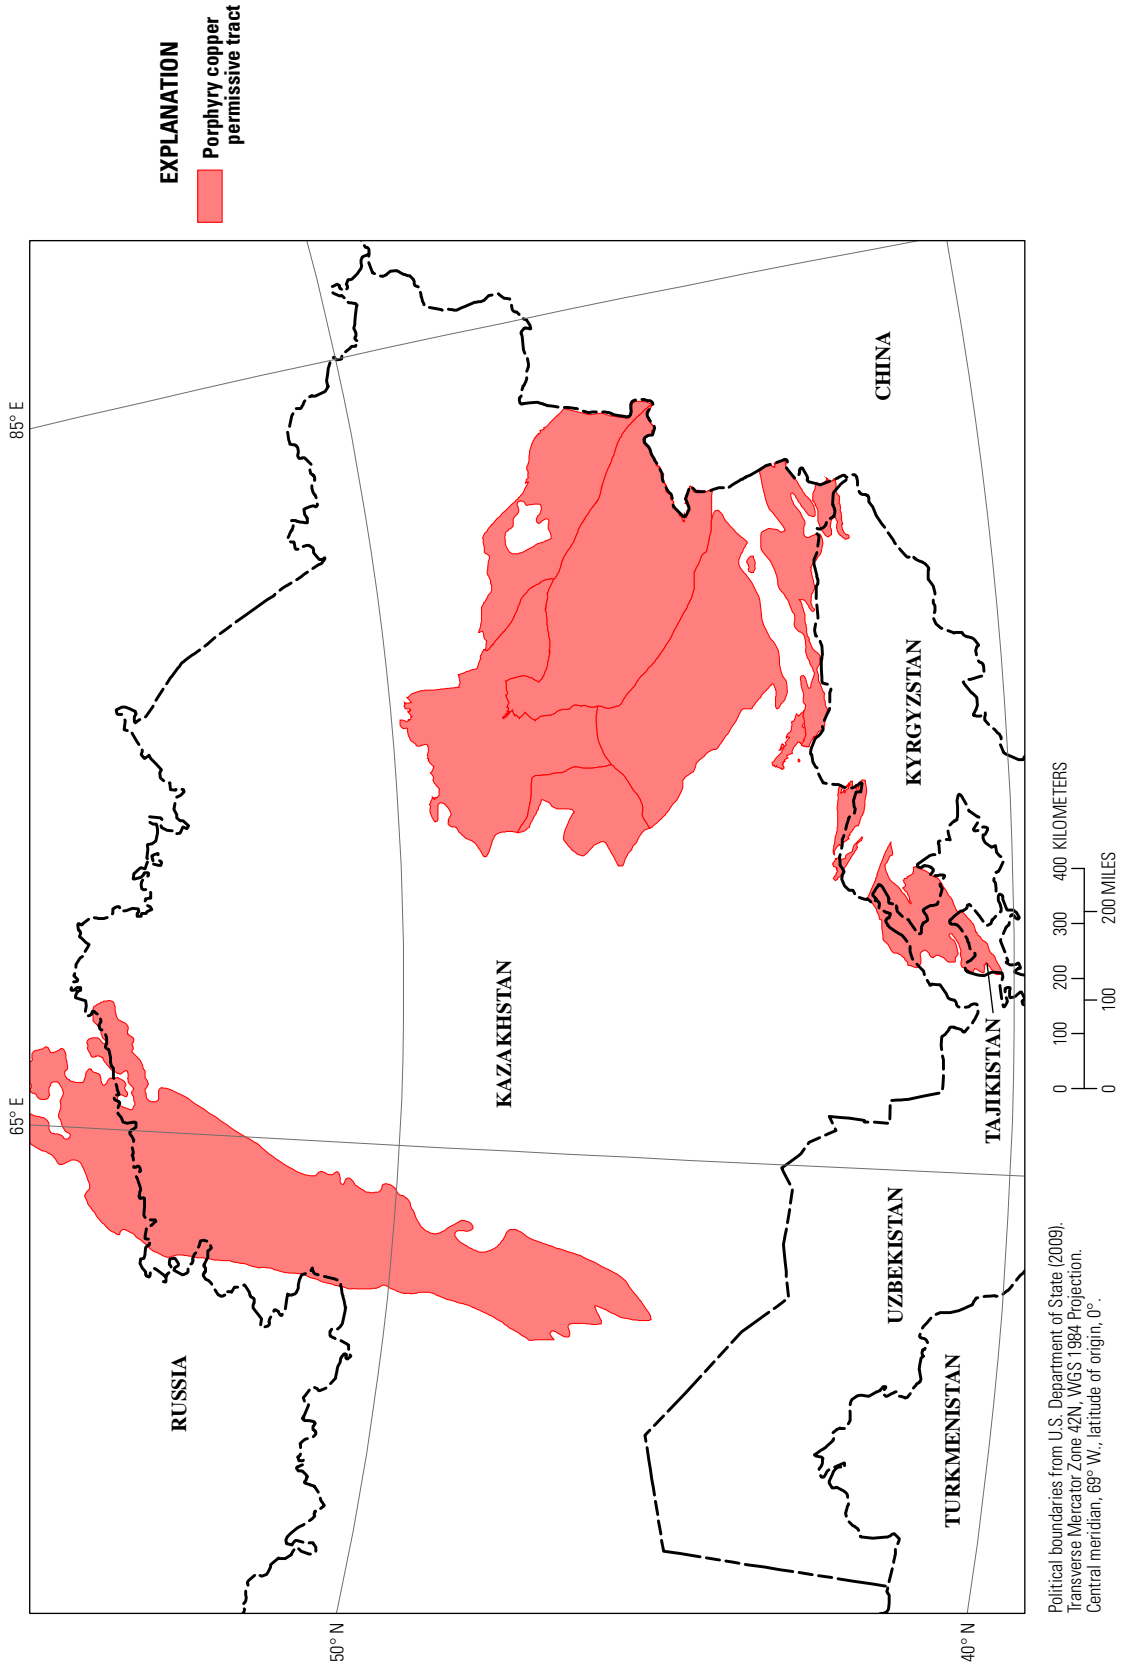 85° E
65° E
50° N
40° N
RUSSIA
KAZAKHSTAN
CHINA
KYRGYZSTAN
TAJIKISTAN
UZBEKISTAN
TURKMENISTAN
EXPLANATION
Porphyry copper
permissive tract
0 100 200 300 400 KILOMETERS
0 100 200 MILES
Political boundaries from U.S. Department of State (2009).
Transverse Mercator Zone 42N, WGS 1984 Projection.
Central meridian, 69° W., latitude of origin, 0°.